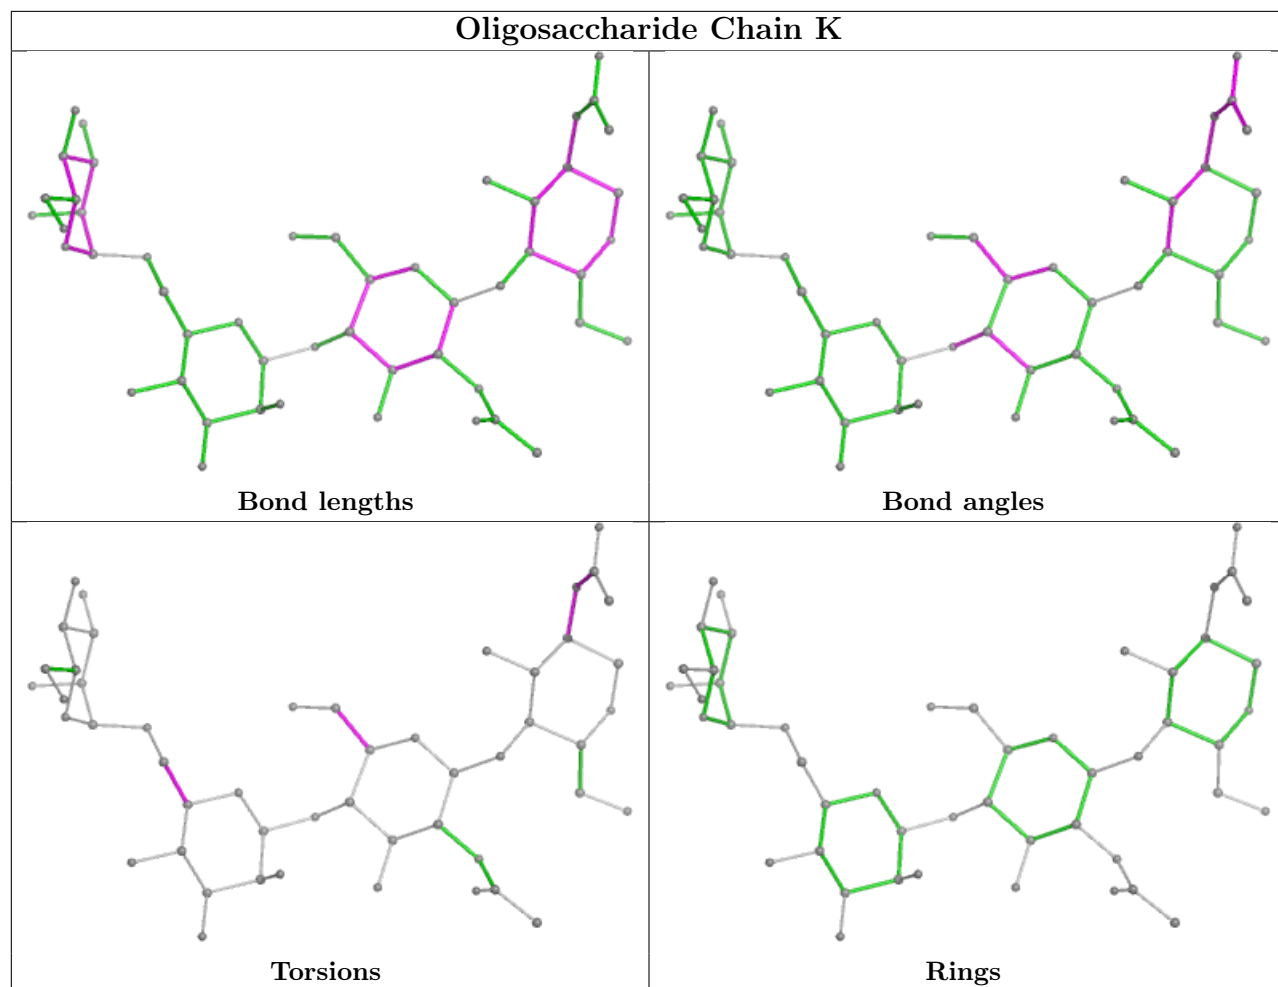 Oligosaccharide Chain K
Bond lengths
Bond angles
Torsions
Rings